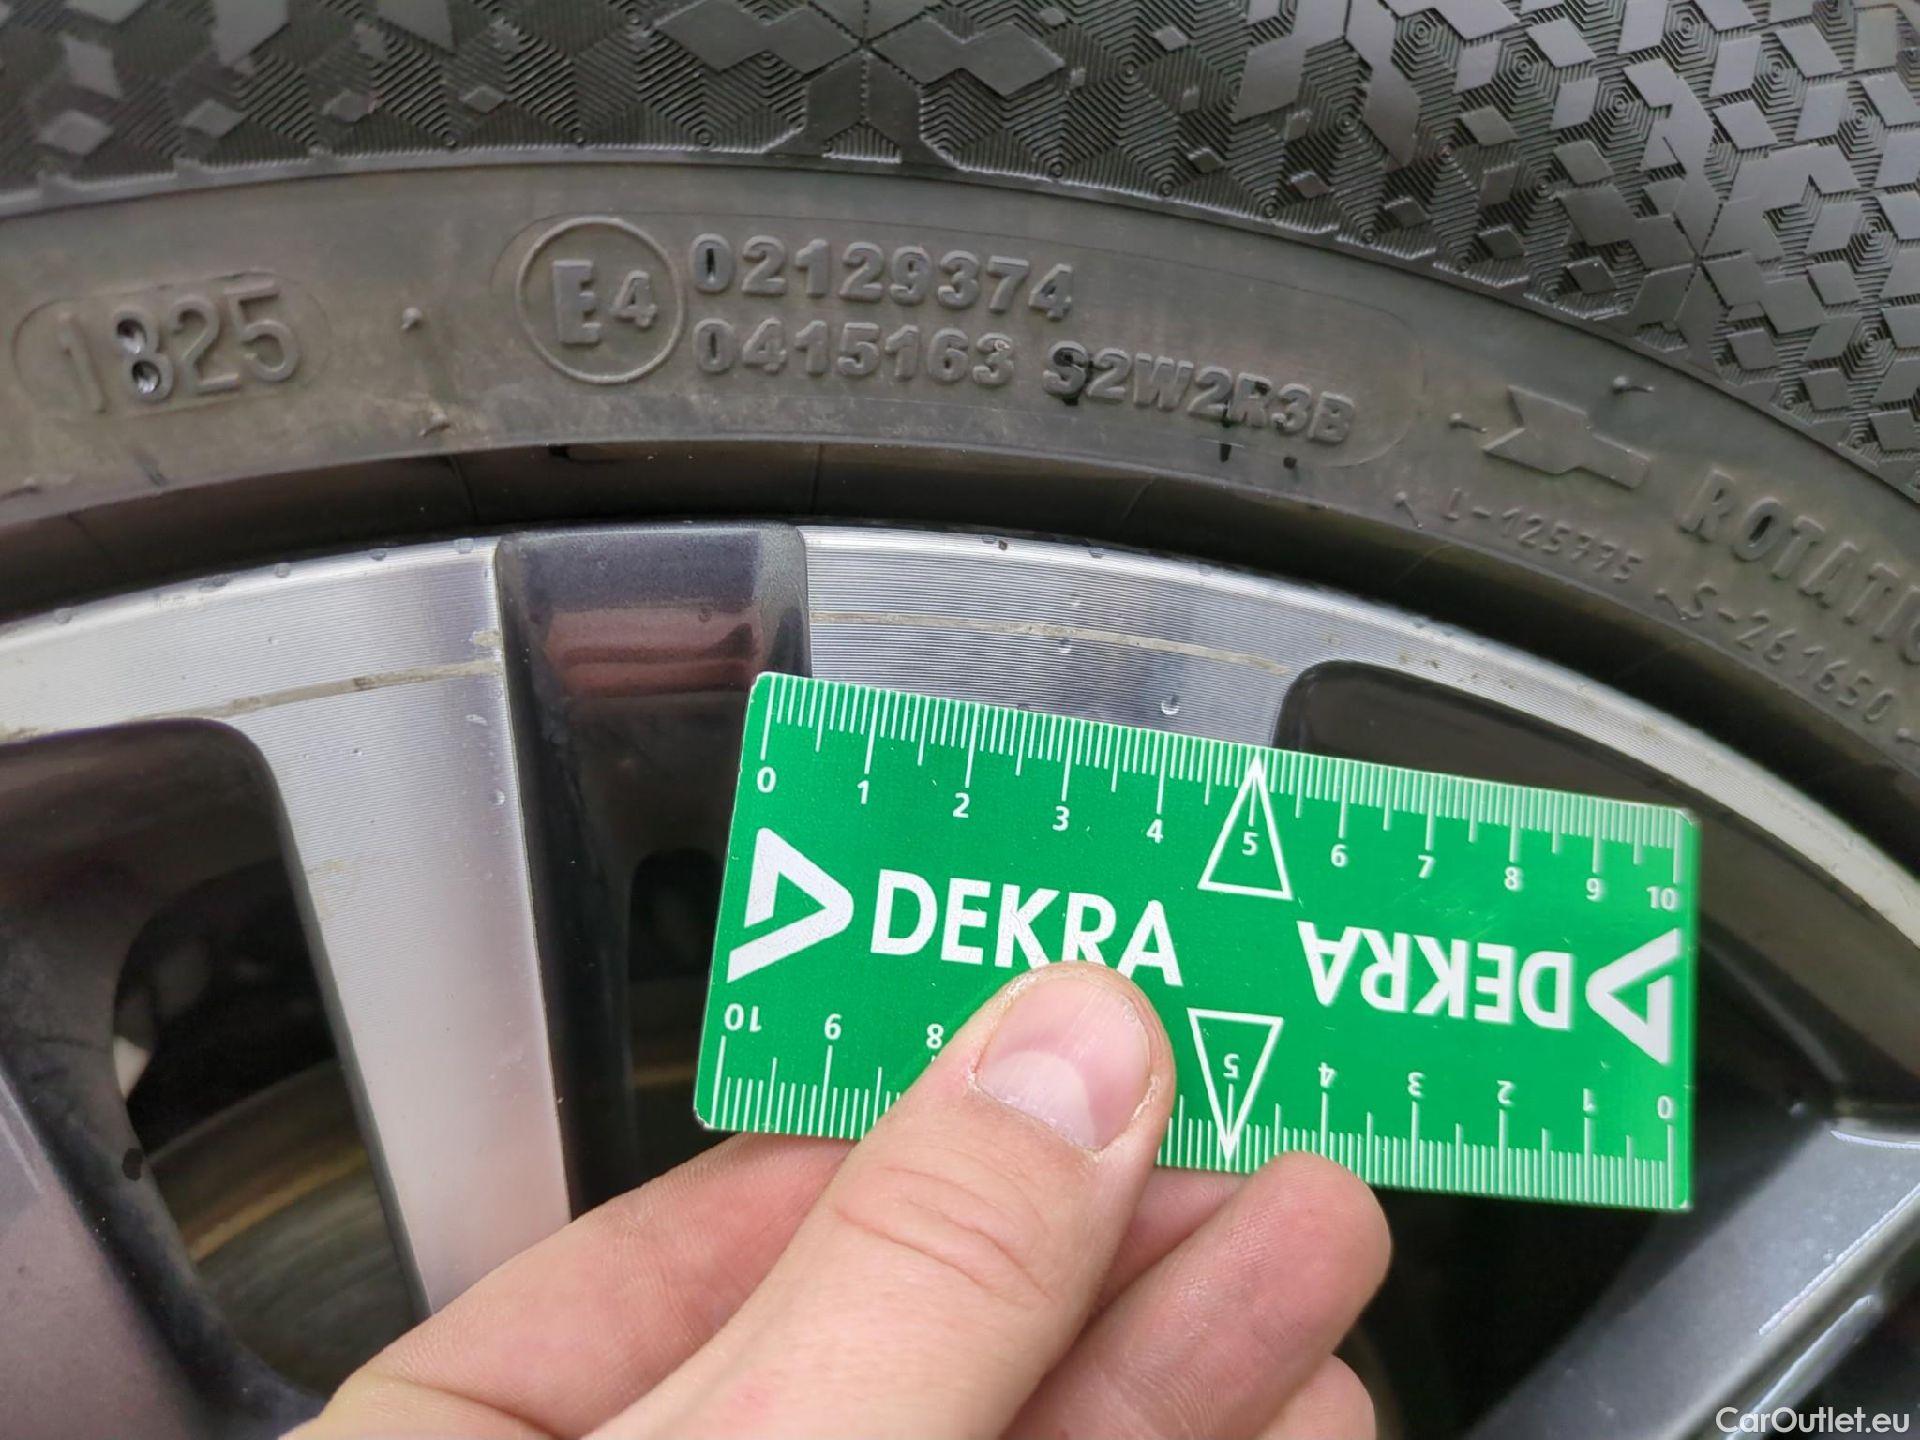 1825
E4
02129374
0415163 S2W2R3B
L-125775
S-261650
0 1 2 3 4 5 6 7 8 9 10
DEKRA
DEKRA
10 9 8 5 4 3 2 1 0
CarOutlet.eu